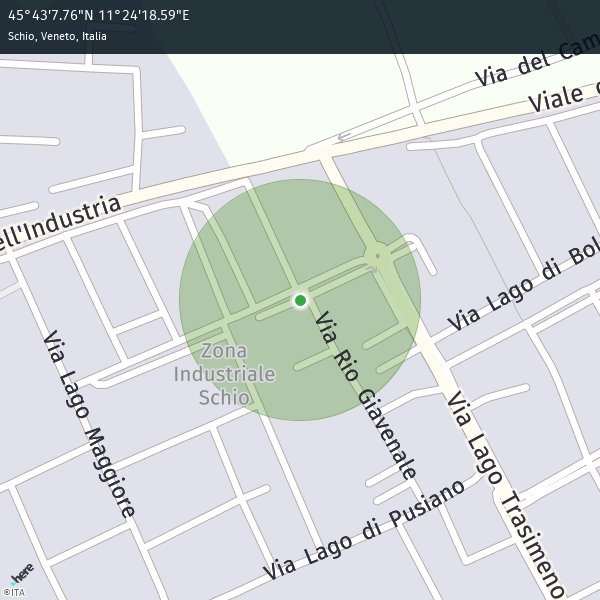 45°43'7.76"N 11°24'18.59"E
Schio, Veneto, Italia
Via del Cam
Viale d
ell'Industria
Via Lago di Bol
Zona
Industriale
Schio
Via Rio Giavenale
Via Lago Maggiore
Via Lago Trasimeno
Via Lago di Pusiano
here
©ITA